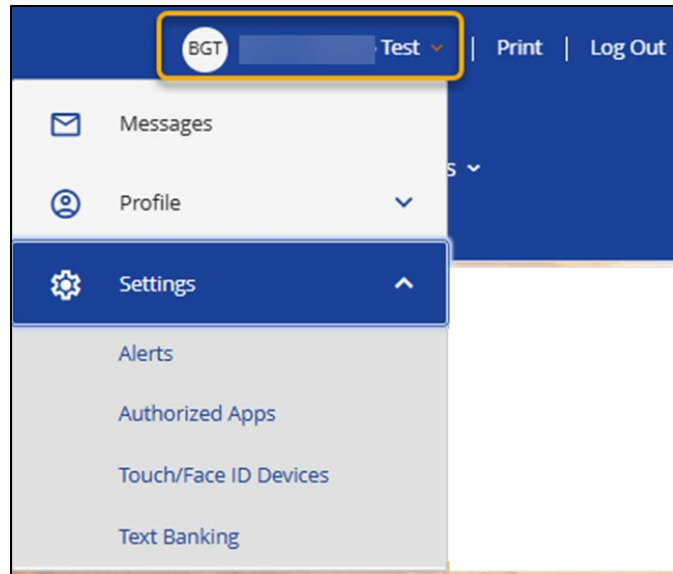 BGT Test | Print | Log Out
Messages
s
Profile
Settings
Alerts
Authorized Apps
Touch/Face ID Devices
Text Banking